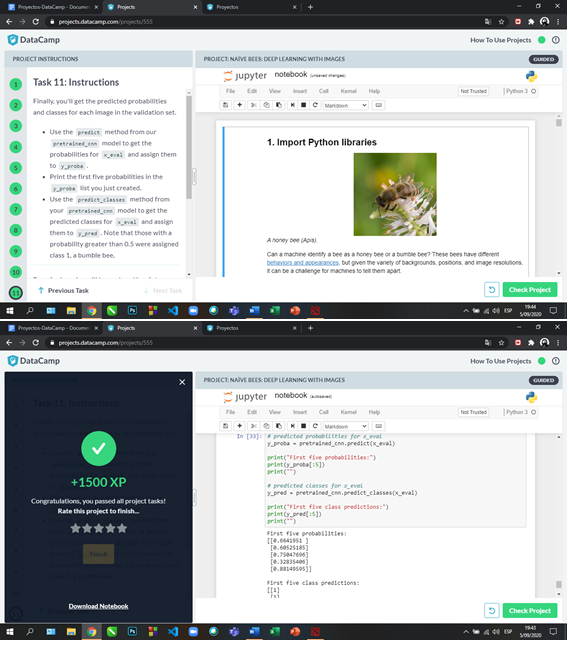 Proyectos-DataCamp - Documen
Projects
Proyectos
projects.datacamp.com/projects/555
DataCamp
How To Use Projects
PROJECT INSTRUCTIONS
PROJECT: NAÏVE BEES: DEEP LEARNING WITH IMAGES
GUIDED
1
2
3
4
5
6
7
8
9
10
11
Task 11: Instructions
Finally, you'll get the predicted probabilities
and classes for each image in the validation set.
• Use the predict method from our
pretrained_cnn model to get the
probabilities for x_eval and assign them
to y_proba .
• Print the first five probabilities in the
y_proba list you just created.
• Use the predict_classes method from
your pretrained_cnn model to get the
predicted classes for x_eval and assign
them to y_pred . Note that those with a
probability greater than 0.5 were assigned
class 1, a bumble bee.
Previous Task
Next Task
jupyter notebook (unsaved changes)
File Edit View Insert Cell Kernel Help
Not Trusted
Python 3
Markdown
1. Import Python libraries
A honey bee (Apis).
Can a machine identify a bee as a honey bee or a bumble bee? These bees have different
behaviors and appearances, but given the variety of backgrounds, positions, and image resolutions,
it can be a challenge for machines to tell them apart.
Check Project
ESP
19:44
5/09/2020
Proyectos-DataCamp - Documen
Projects
Proyectos
projects.datacamp.com/projects/555
DataCamp
How To Use Projects
PROJECT: NAÏVE BEES: DEEP LEARNING WITH IMAGES
GUIDED
Task 11: Instructions
+1500 XP
Congratulations, you passed all project tasks!
Rate this project to finish...
Finish
Download Notebook
jupyter notebook (autosaved)
File Edit View Insert Cell Kernel Help
Not Trusted
Python 3
Markdown
In [33]:
# predicted probabilities for x_eval
y_proba = pretrained_cnn.predict(x_eval)
print("First five probabilities:")
print(y_proba[:5])
print("")
# predicted classes for x_eval
y_pred = pretrained_cnn.predict_classes(x_eval)
print("First five class predictions:")
print(y_pred[:5])
print("")
First five probabilities:
[[0.6641951 ]
[0.60525185]
[0.75047696]
[0.32835406]
[0.88149595]]
First five class predictions:
[[1]
Check Project
ESP
19:43
5/09/2020